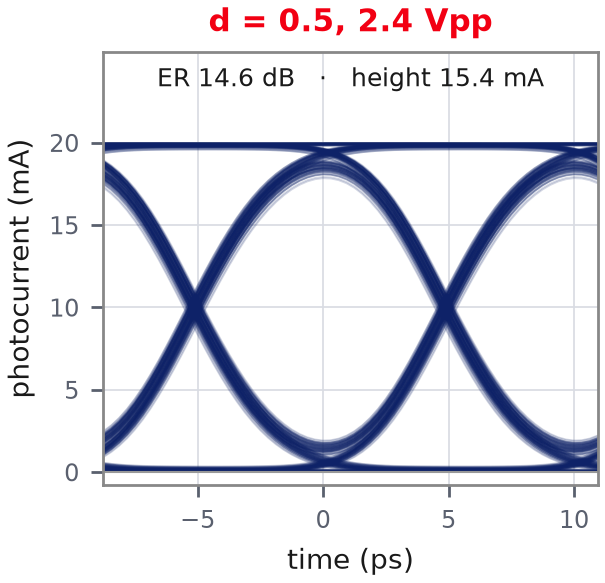 d = 0.5, 2.4 Vpp
ER 14.6 dB · height 15.4 mA
photocurrent (mA)
20
15
10
5
0
−5
0
5
10
time (ps)